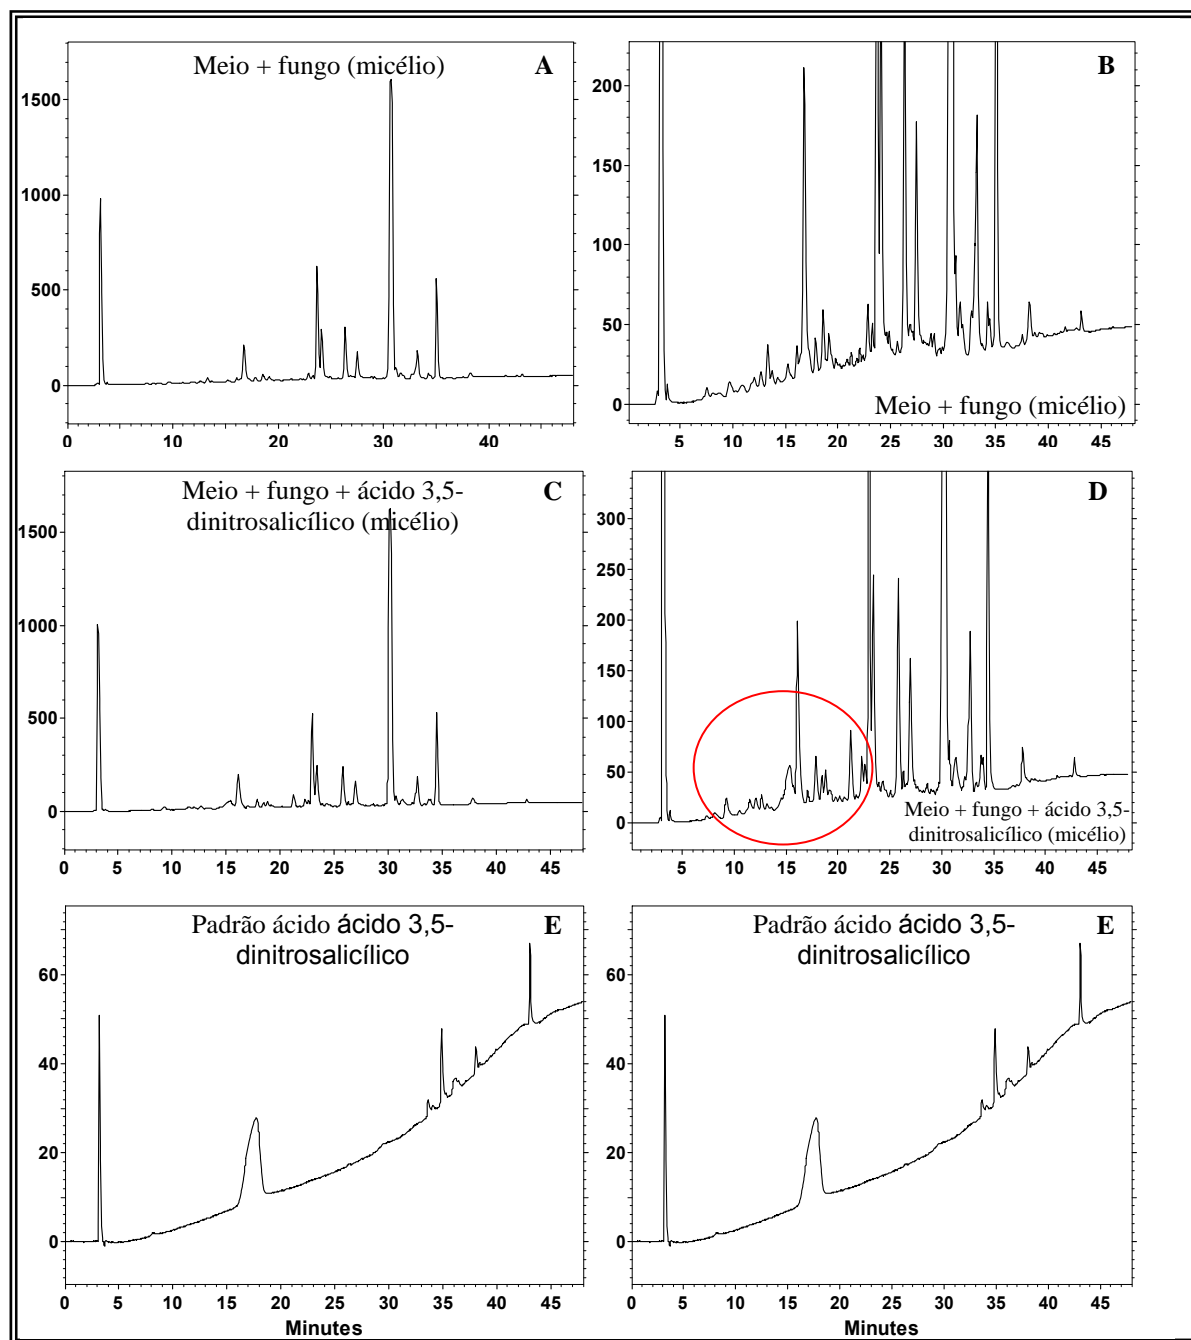 Meio + fungo (micélio) A
1500
1000
500
0
0 10 20 30 40
B
200
150
100
50
0
Meio + fungo (micélio)
5 10 15 20 25 30 35 40 45
Meio + fungo + ácido 3,5- C
dinitrosalicílico (micélio)
1500
1000
500
0
0 5 10 15 20 25 30 35 40 45
D
300
250
200
150
100
50
0
Meio + fungo + ácido 3,5-
dinitrosalicílico (micélio)
5 10 15 20 25 30 35 40 45
Padrão ácido ácido 3,5- E
dinitrosalicílico
60
40
20
0
0 5 10 15 20 25 30 35 40 45
Minutes
Padrão ácido ácido 3,5- E
dinitrosalicílico
60
40
20
0
0 5 10 15 20 25 30 35 40 45
Minutes